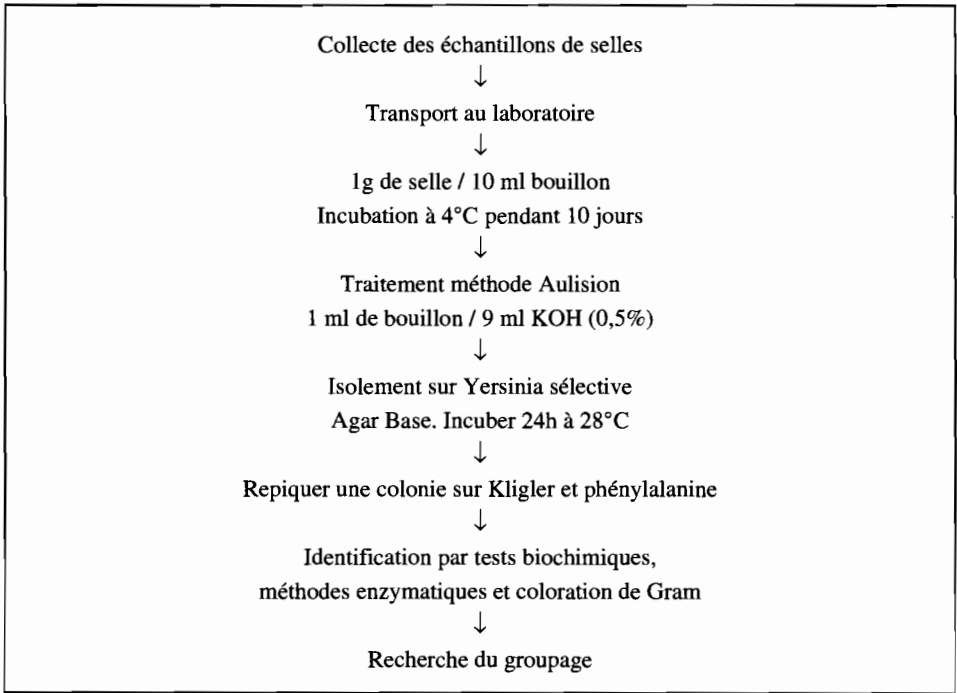 Collecte des échantillons de selles
↓
Transport au laboratoire
↓
1g de selle / 10 ml bouillon
Incubation à 4°C pendant 10 jours
↓
Traitement méthode Aulision
1 ml de bouillon / 9 ml KOH (0,5%)
↓
Isolement sur Yersinia sélective
Agar Base. Incuber 24h à 28°C
↓
Repiquer une colonie sur Kligler et phénylalanine
↓
Identification par tests biochimiques,
méthodes enzymatiques et coloration de Gram
↓
Recherche du groupage